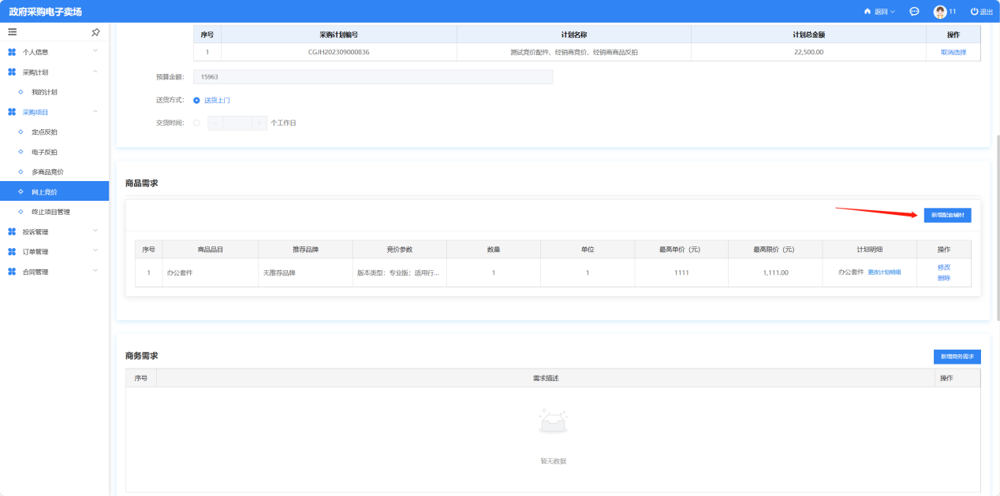 政府采购电子卖场
返回
11
退出
个人信息
采购计划
我的计划
采购项目
定点反拍
电子反拍
多商品竞价
网上竞价
终止项目管理
投诉管理
订单管理
合同管理
序号 采购计划编号 计划名称 计划总金额 操作
1 CGJH202309000836 测试竞价配件、经销商竞价、经销商商品反拍 22,500.00 取消选择
预算金额： 15963
送货方式： 送货上门
交货时间： 个工作日
商品需求
新增配套辅材
序号 商品品目 推荐品牌 竞价参数 数量 单位 最高单价（元） 最高限价（元） 计划明细 操作
1 办公套件 无推荐品牌 版本类型：专业版；适用行... 1 1 1111 1,111.00 办公套件 更改计划明细 修改
删除
商务需求
新增商务需求
序号 需求描述 操作
暂无数据